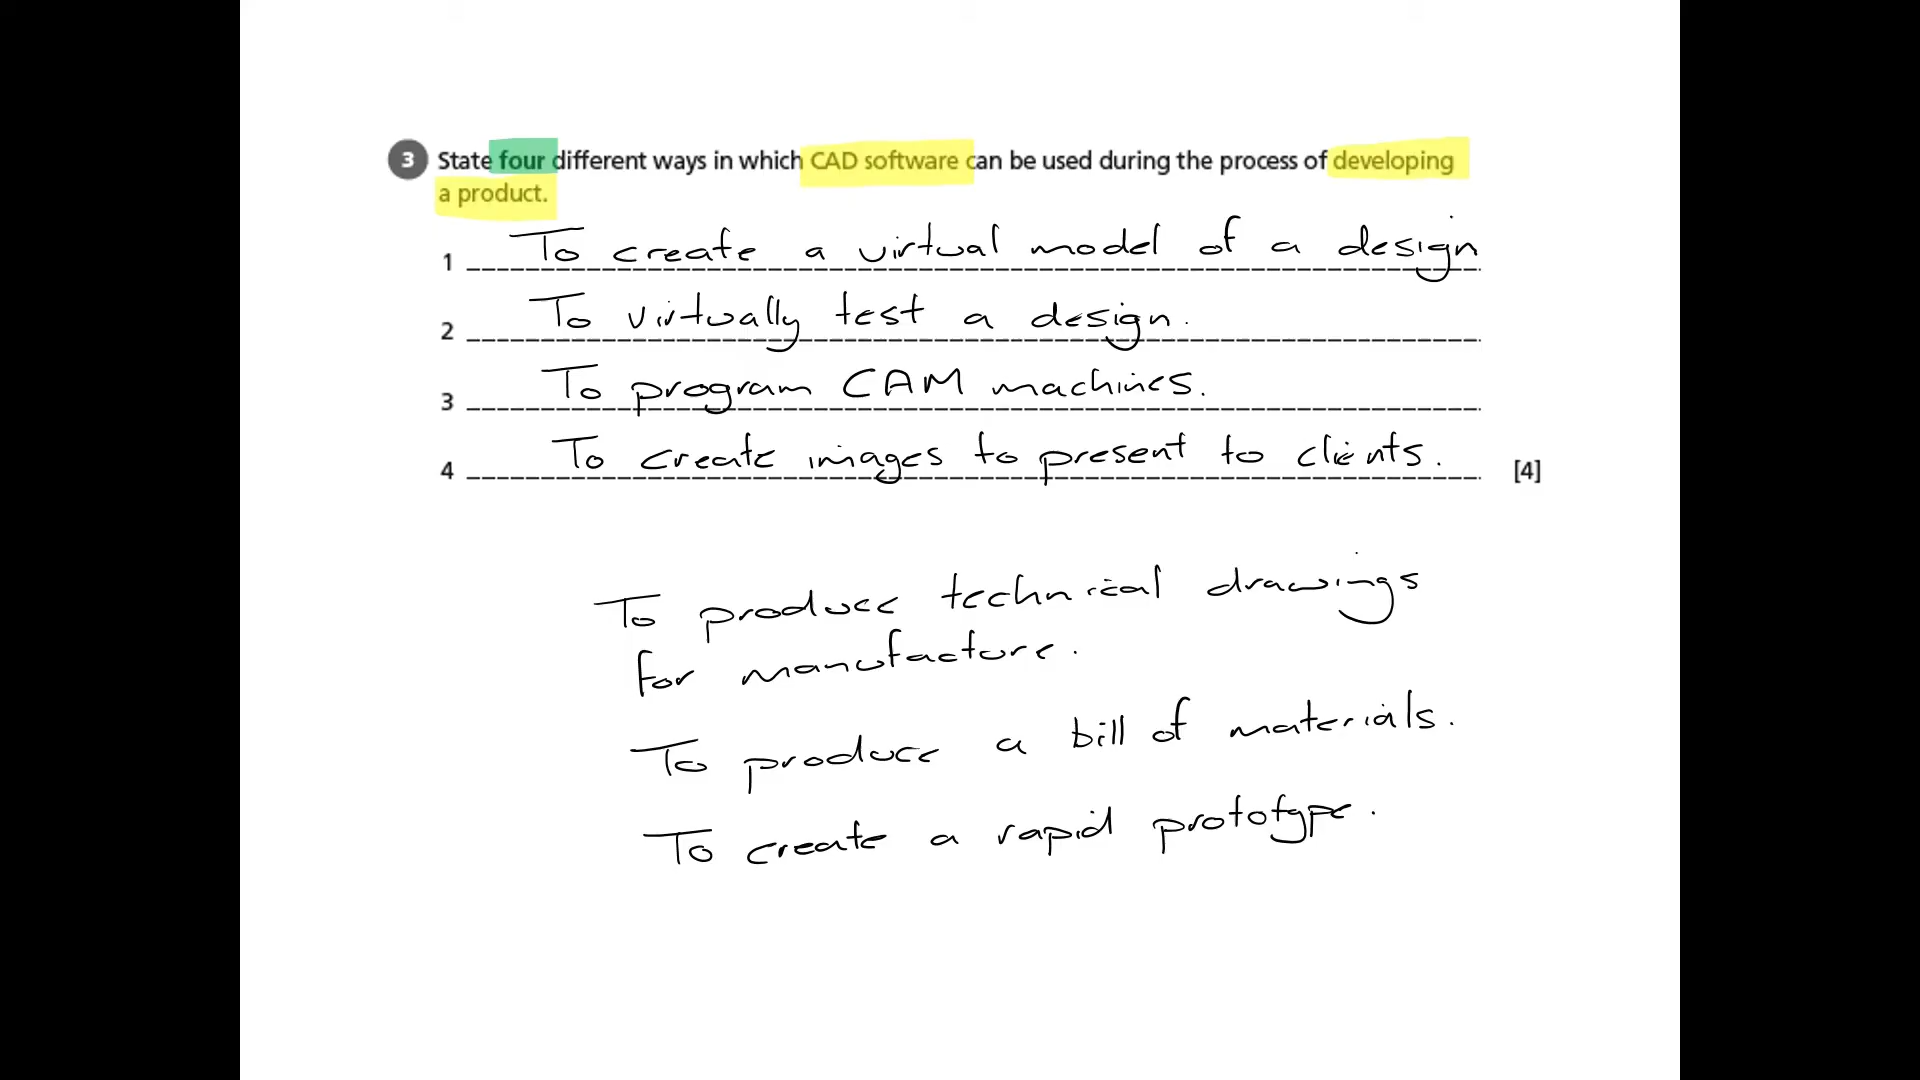 3 State four different ways in which CAD software can be used during the process of developing
a product.
1 To create a virtual model of a design
2 To virtually test a design.
3 To program CAM machines.
4 To create images to present to clients. [4]
To produce technical drawings
for manufacture.
To produce a bill of materials.
To create a rapid prototype.